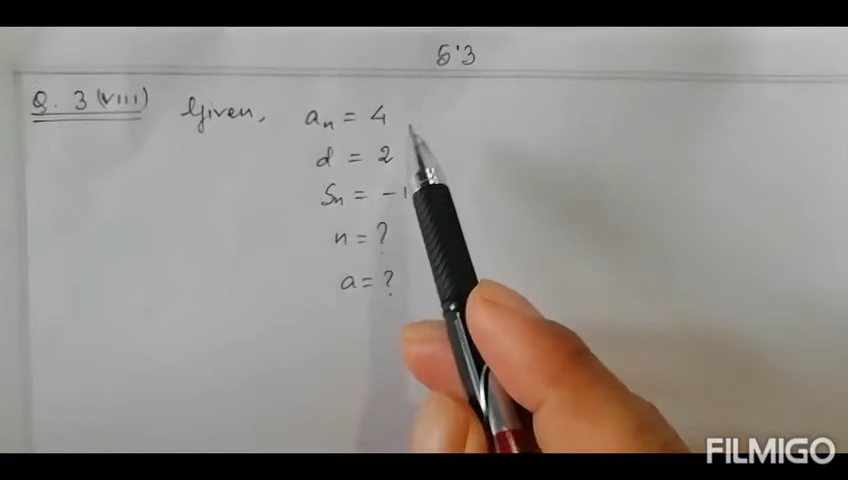 5.3
Q. 3 (VIII) Given, aₙ = 4
d = 2
Sₙ = -1
n = ?
a = ?
FILMIGO